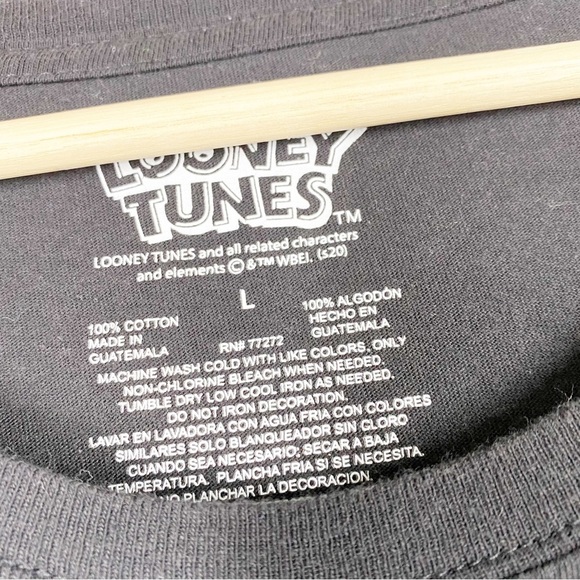 LOONEY
TUNES™
LOONEY TUNES and all related characters
and elements © & ™ WBEI. (s20)
L
100% COTTON
MADE IN
GUATEMALA
RN# 77272
100% ALGODÓN
HECHO EN
GUATEMALA
MACHINE WASH COLD WITH LIKE COLORS, ONLY
NON-CHLORINE BLEACH WHEN NEEDED.
TUMBLE DRY LOW COOL IRON AS NEEDED.
DO NOT IRON DECORATION.
LAVAR EN LAVADORA CON AGUA FRIA CON COLORES
SIMILARES SOLO BLANQUEADOR SIN CLORO
CUANDO SEA NECESARIO; SECAR A BAJA
TEMPERATURA. PLANCHA FRIA SI SE NECESITA.
NO PLANCHAR LA DECORACION.